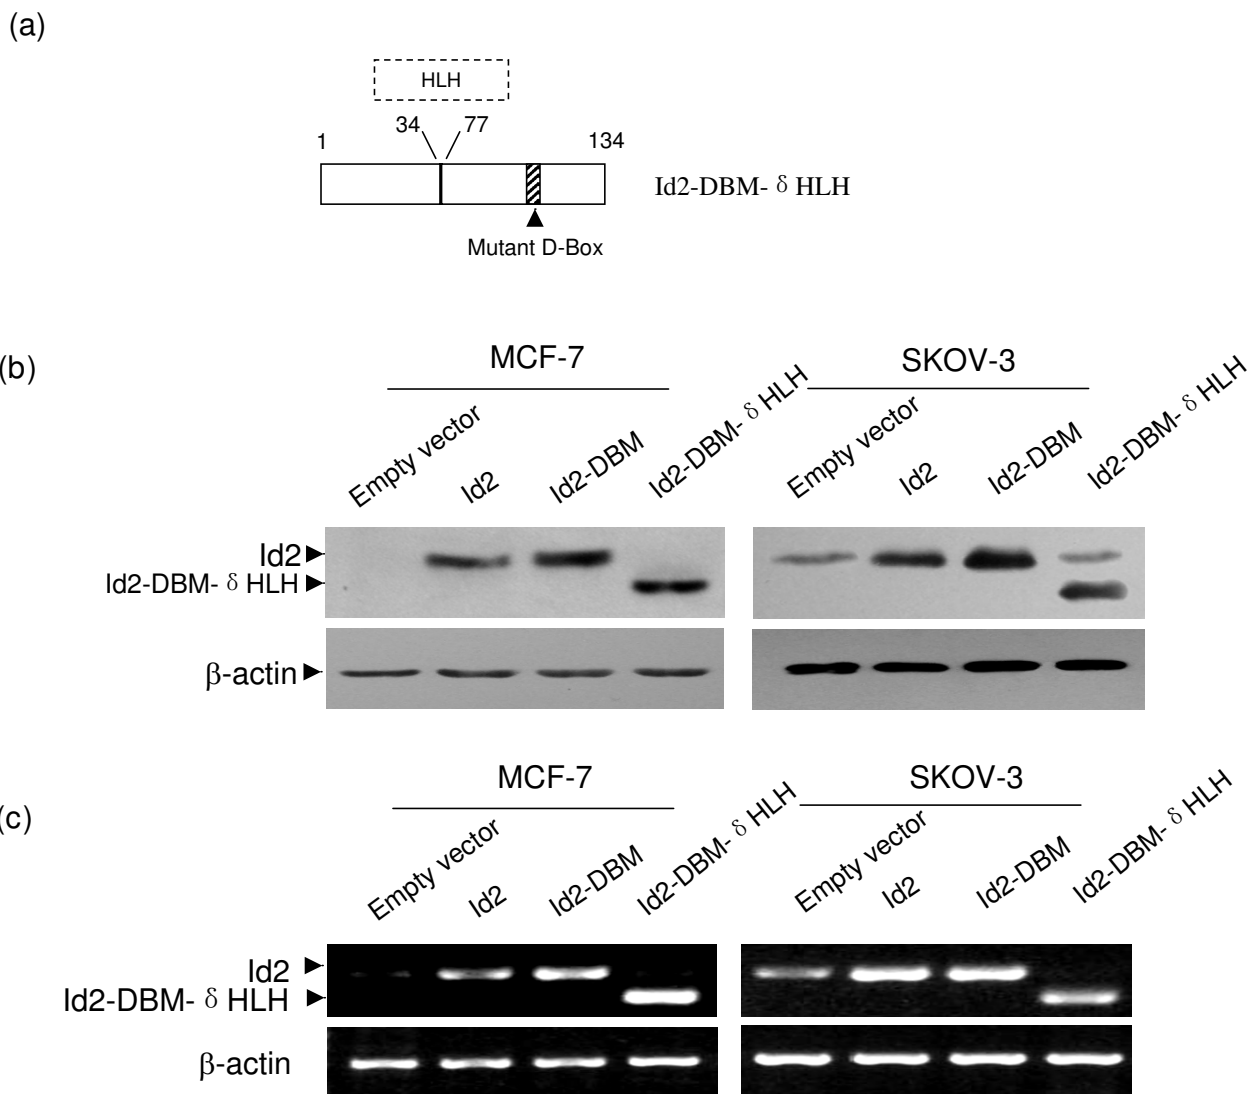 (a)
HLH
34 77
1 134
Id2-DBM- δ HLH
Mutant D-Box
(b)
MCF-7 SKOV-3
Empty vector Id2 Id2-DBM Id2-DBM- δ HLH Empty vector Id2 Id2-DBM Id2-DBM- δ HLH
Id2
Id2-DBM- δ HLH
β-actin
(c)
MCF-7 SKOV-3
Empty vector Id2 Id2-DBM Id2-DBM- δ HLH Empty vector Id2 Id2-DBM Id2-DBM- δ HLH
Id2
Id2-DBM- δ HLH
β-actin